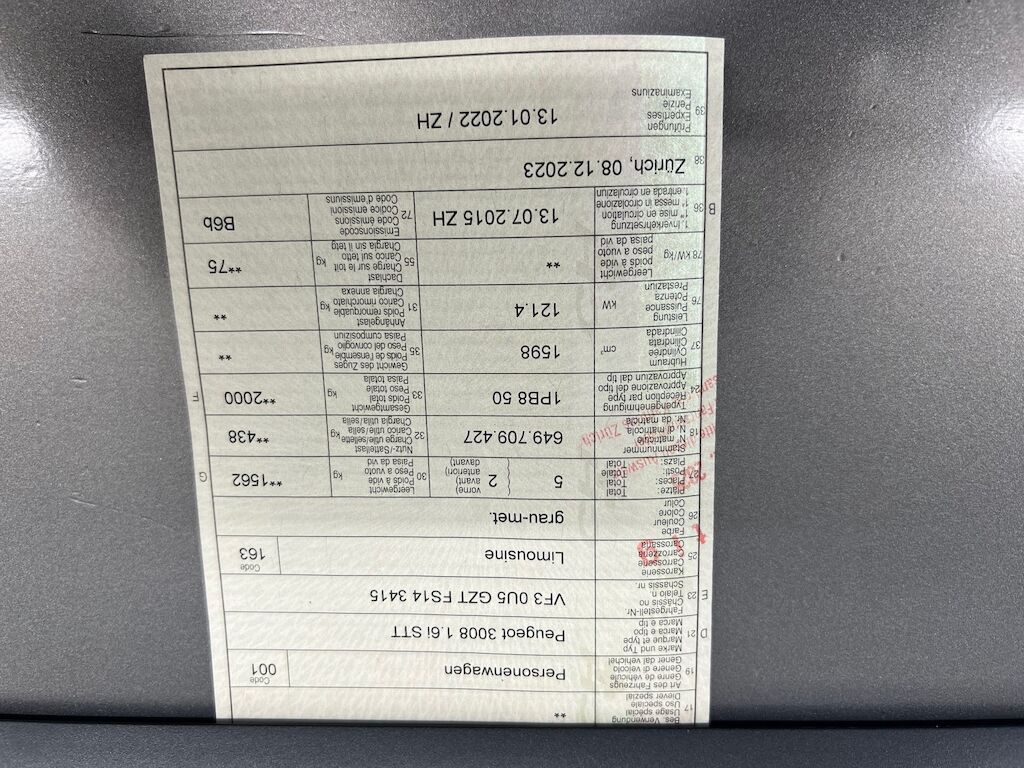 17 Bes. Verwendung
Usage spécial
Uso speciale
Diever spezial
**
19 Art des Fahrzeugs
Genre de véhicule
Genere di veicolo
Gener dal vehichel
Personenwagen
Code
001
D 21 Marke und Typ
Marque et type
Marca e tipo
Marca e tip
Peugeot 3008 1.6i STT
E 23 Fahrgestell-Nr.
Châssis no
Telaio n.
Schassis nr.
VF3 0U5 GZT FS14 3415
25 Karosserie
Carrosserie
Carrozzeria
Carossaria
Limousine
Code
163
26 Farbe
Couleur
Colore
Colur
grau-met.
27 Plätze: Total
Places: Total
Posti: Totale
Plazs: Total
5
2
vorne)
avant)
anteriori)
davant)
G
30 Leergewicht
Poids à vide
Peso a vuoto
Paisa da vid
kg
**1562
18 Stammnummer
N. matricule
N. di matricola
Nr. da matricla
649.709.427
32 Nutz-/Sattellast
Charge utile/sellette
Carico utile/sella
Chargia utila/sella
kg
**438
24 Typengenehmigung
Réception par type
Approvazione del tipo
Approvaziun dal tip
1PB8 50
F
33 Gesamtgewicht
Poids total
Peso totale
Paisa totala
kg
**2000
37 Hubraum
Cylindrée
Cilindrata
Cilindrada
cm³
1598
35 Gewicht des Zuges
Poids de l'ensemble
Peso del convoglio
Paisa cumposiziun
kg
**
76 Leistung
Puissance
Potenza
Prestaziun
kW
121.4
31 Anhängelast
Poids remorquable
Carico rimorchiato
Chargia annexa
kg
**
78 kW/kg
Leergewicht
poids à vide
peso a vuoto
paisa da vid
**
55 Dachlast
Charge sur le toit
Carico sul tetto
Chargia sin il tetg
kg
**75
B 36 1. Inverkehrsetzung
1re mise en circulation
1a messa in circolazione
1. entrada en circulaziun
13.07.2015 ZH
72 Emissionscode
Code émissions
Codice emissioni
Code d'emissiuns
B6b
38 Zürich, 08.12.2023
39 Prüfungen
Expertises
Perizie
Examinaziuns
13.01.2022 / ZH